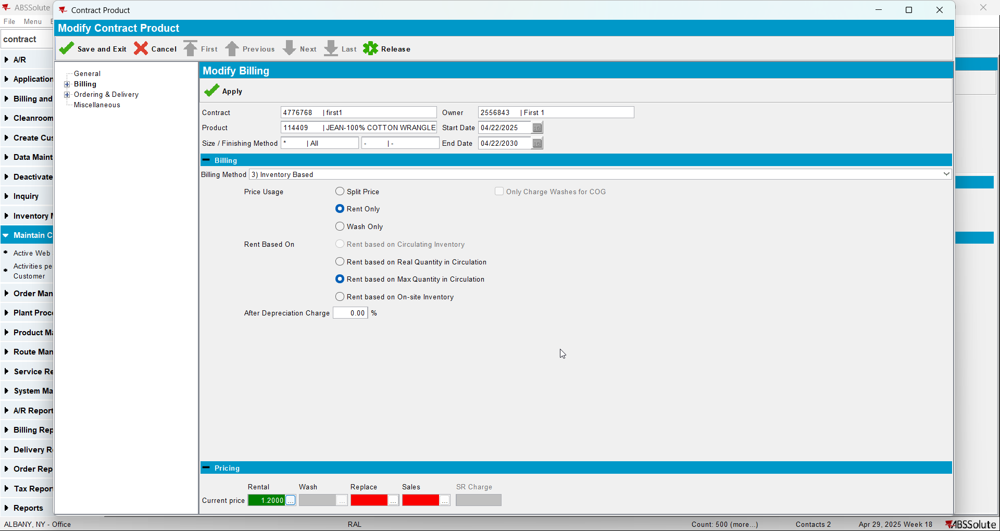 ABSSolute
File Menu
contract
A/R
Application
Billing and
Cleanroom
Create Cus
Data Maint
Deactivate
Inquiry
Inventory
Maintain C
Active Web
Activities pe
Customer
Order Man
Plant Proc
Product Ma
Route Man
Service Re
System Ma
A/R Report
Billing Rep
Delivery R
Order Rep
Tax Report
Reports
Contract Product
Modify Contract Product
Save and Exit Cancel First Previous Next Last Release
General
Billing
Ordering & Delivery
Miscellaneous
Modify Billing
Apply
Contract 4776768 | first1 Owner 2556843 | First 1
Product 114409 | JEAN-100% COTTON WRANGLE Start Date 04/22/2025 16
Size / Finishing Method * | All - | - End Date 04/22/2030 16
Billing
Billing Method 3) Inventory Based
Price Usage Split Price Only Charge Washes for COG
Rent Only
Wash Only
Rent Based On Rent based on Circulating Inventory
Rent based on Real Quantity in Circulation
Rent based on Max Quantity in Circulation
Rent based on On-site Inventory
After Depreciation Charge 0.00 %
Pricing
Rental Wash Replace Sales SR Charge
Current price 1.2000 ... ... ... ...
ALBANY, NY - Office RAL Count: 500 (more...) Contacts 2 Apr 29, 2025 Week 18 ABSSolute